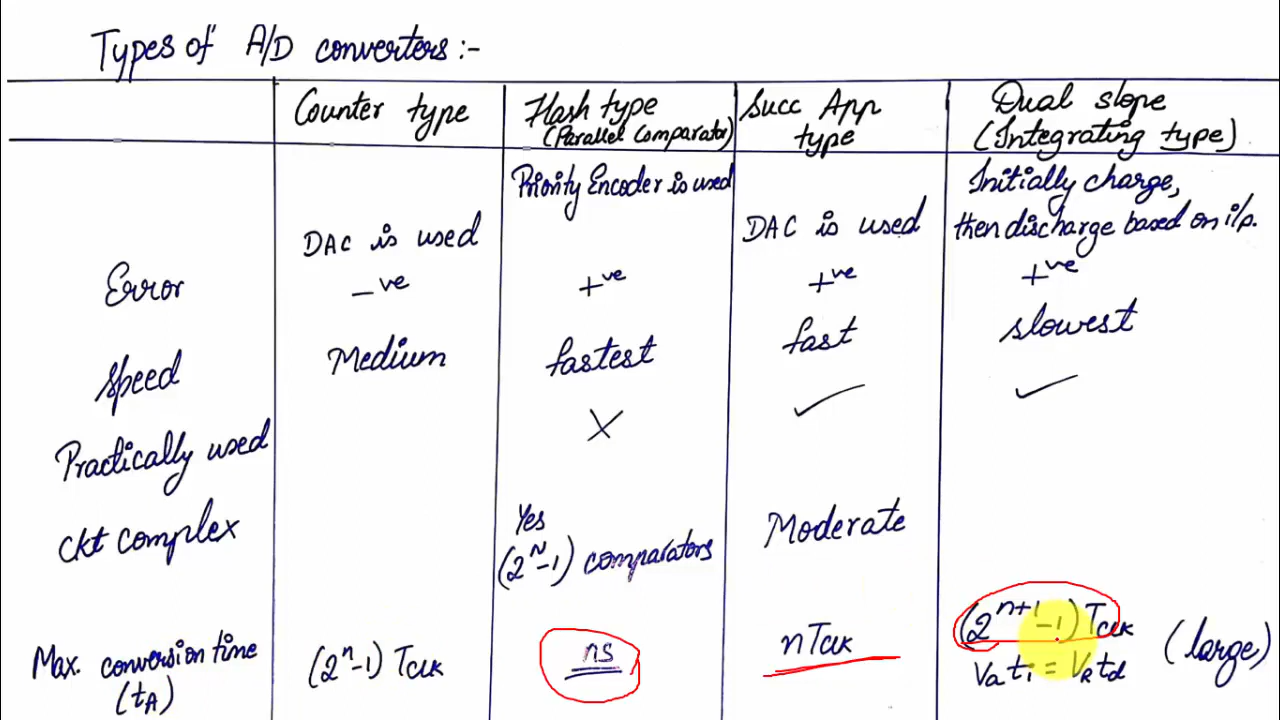 Types of A/D converters :-
Counter type
Flash type
(Parallel Comparator)
Succ App
type
Dual slope
(Integrating type)
Priority Encoder is used
Initially charge,
DAC is used
DAC is used
then discharge based on i/p.
Error
-ve
+ve
+ve
+ve
Speed
Medium
fastest
fast
slowest
Practically used
X
✓
✓
Ckt complex
Yes
(2^N-1) comparators
Moderate
Max. conversion time
(tA)
(2^n-1) TCLK
ns
nTCLK
(2^n+1-1) TCLK
Va ti = VR td
(large)